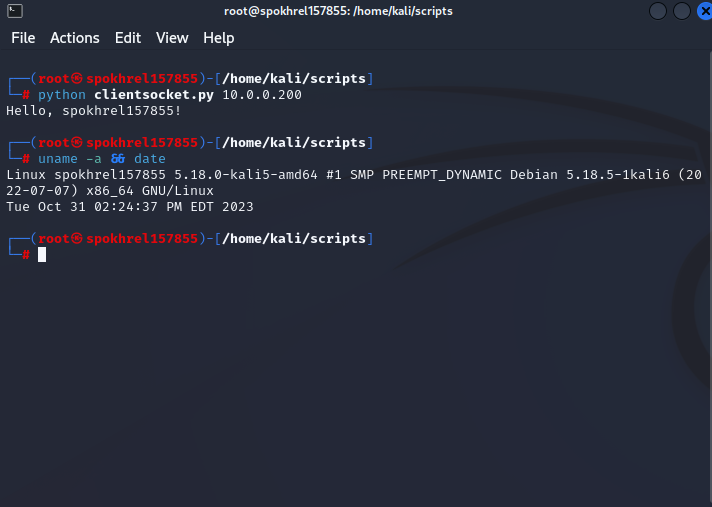 root@spokhrel157855: /home/kali/scripts
File Actions Edit View Help
┌──(root㉿spokhrel157855)-[/home/kali/scripts]
└─# python clientsocket.py 10.0.0.200
Hello, spokhrel157855!
┌──(root㉿spokhrel157855)-[/home/kali/scripts]
└─# uname -a && date
Linux spokhrel157855 5.18.0-kali5-amd64 #1 SMP PREEMPT_DYNAMIC Debian 5.18.5-1kali6 (20
22-07-07) x86_64 GNU/Linux
Tue Oct 31 02:24:37 PM EDT 2023
┌──(root㉿spokhrel157855)-[/home/kali/scripts]
└─#